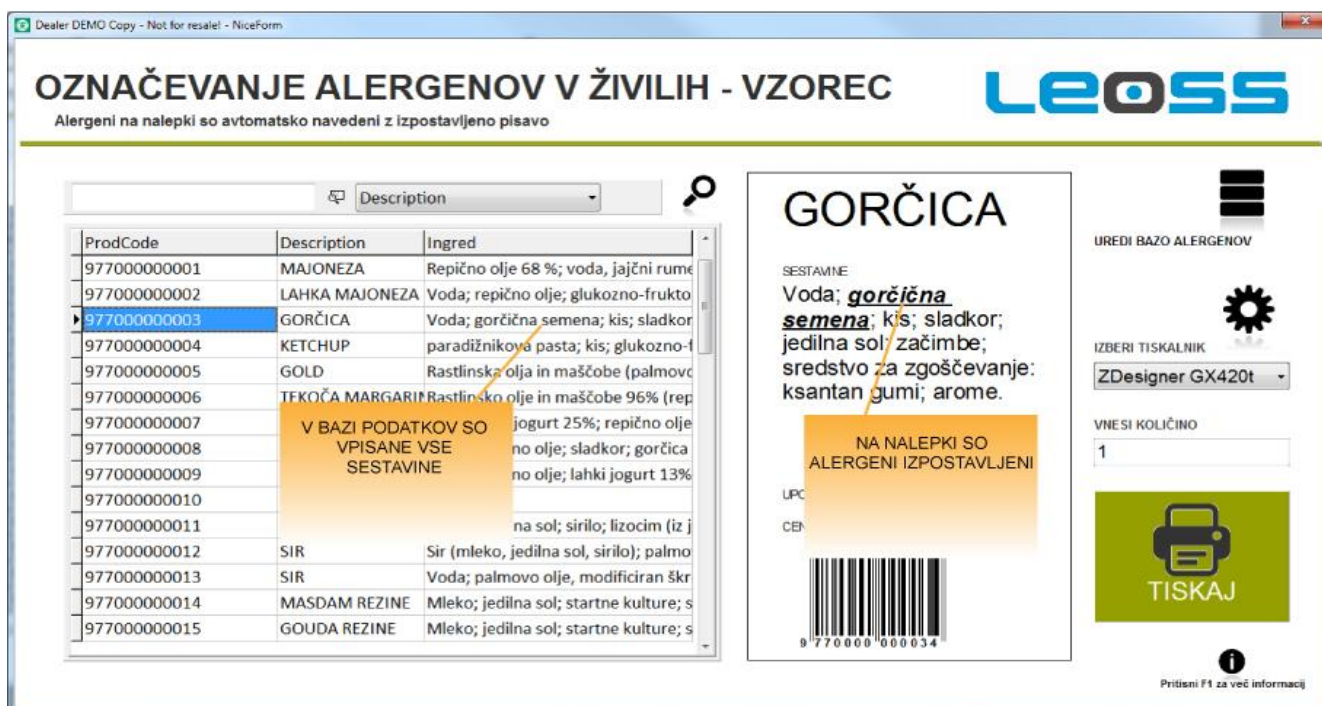 Dealer DEMO Copy - Not for resale! - NiceForm
OZNAČEVANJE ALERGENOV V ŽIVILIH - VZOREC
Alergeni na nalepki so avtomatsko navedeni z izpostavljeno pisavo
Leoss
Description
ProdCode Description Ingred
977000000001 MAJONEZA Repično olje 68 %; voda, jajčni rume
977000000002 LAHKA MAJONEZA Voda; repično olje; glukozno-frukto
977000000003 GORČICA Voda; gorčična semena; kis; sladkor
977000000004 KETCHUP paradižnikova pasta; kis; glukozno-f
977000000005 GOLD Rastlinska olja in maščobe (palmovo
977000000006 TEKOČA MARGARIN Rastlinsko olje in maščobe 96% (rep
977000000007 jogurt 25%; repično olje
977000000008 no olje; sladkor; gorčica
977000000009 no olje; lahki jogurt 13%
977000000010
977000000011 na sol; sirilo; lizocim (iz j
977000000012 SIR Sir (mleko, jedilna sol, sirilo); palmo
977000000013 SIR Voda; palmovo olje, modificiran škr
977000000014 MASDAM REZINE Mleko; jedilna sol; startne kulture; s
977000000015 GOUDA REZINE Mleko; jedilna sol; startne kulture; s
V BAZI PODATKOV SO
VPISANE VSE
SESTAVINE
GORČICA
SESTAVINE
Voda; gorčična
semena; kis; sladkor;
jedilna sol; začimbe;
sredstvo za zgoščevanje:
ksantan gumi; arome.
NA NALEPKI SO
ALERGENI IZPOSTAVLJENI
UPO
CEN
9 770000 000034
UREDI BAZO ALERGENOV
IZBERI TISKALNIK
ZDesigner GX420t
VNESI KOLIČINO
1
TISKAJ
Pritisni F1 za več informacij